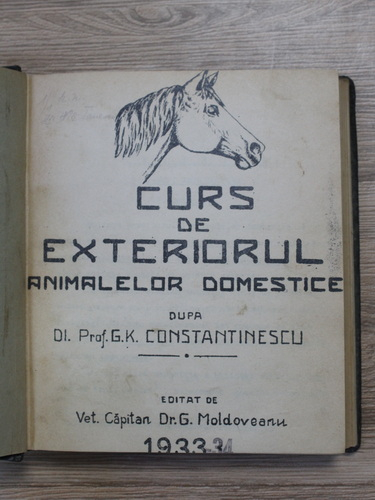 CURS
DE
EXTERIORUL
ANIMALELOR DOMESTICE
DUPA
Dl. Prof. G.K. CONSTANTINESCU
EDITAT DE
Vet. Căpitan Dr. G. Moldoveanu
1933-34